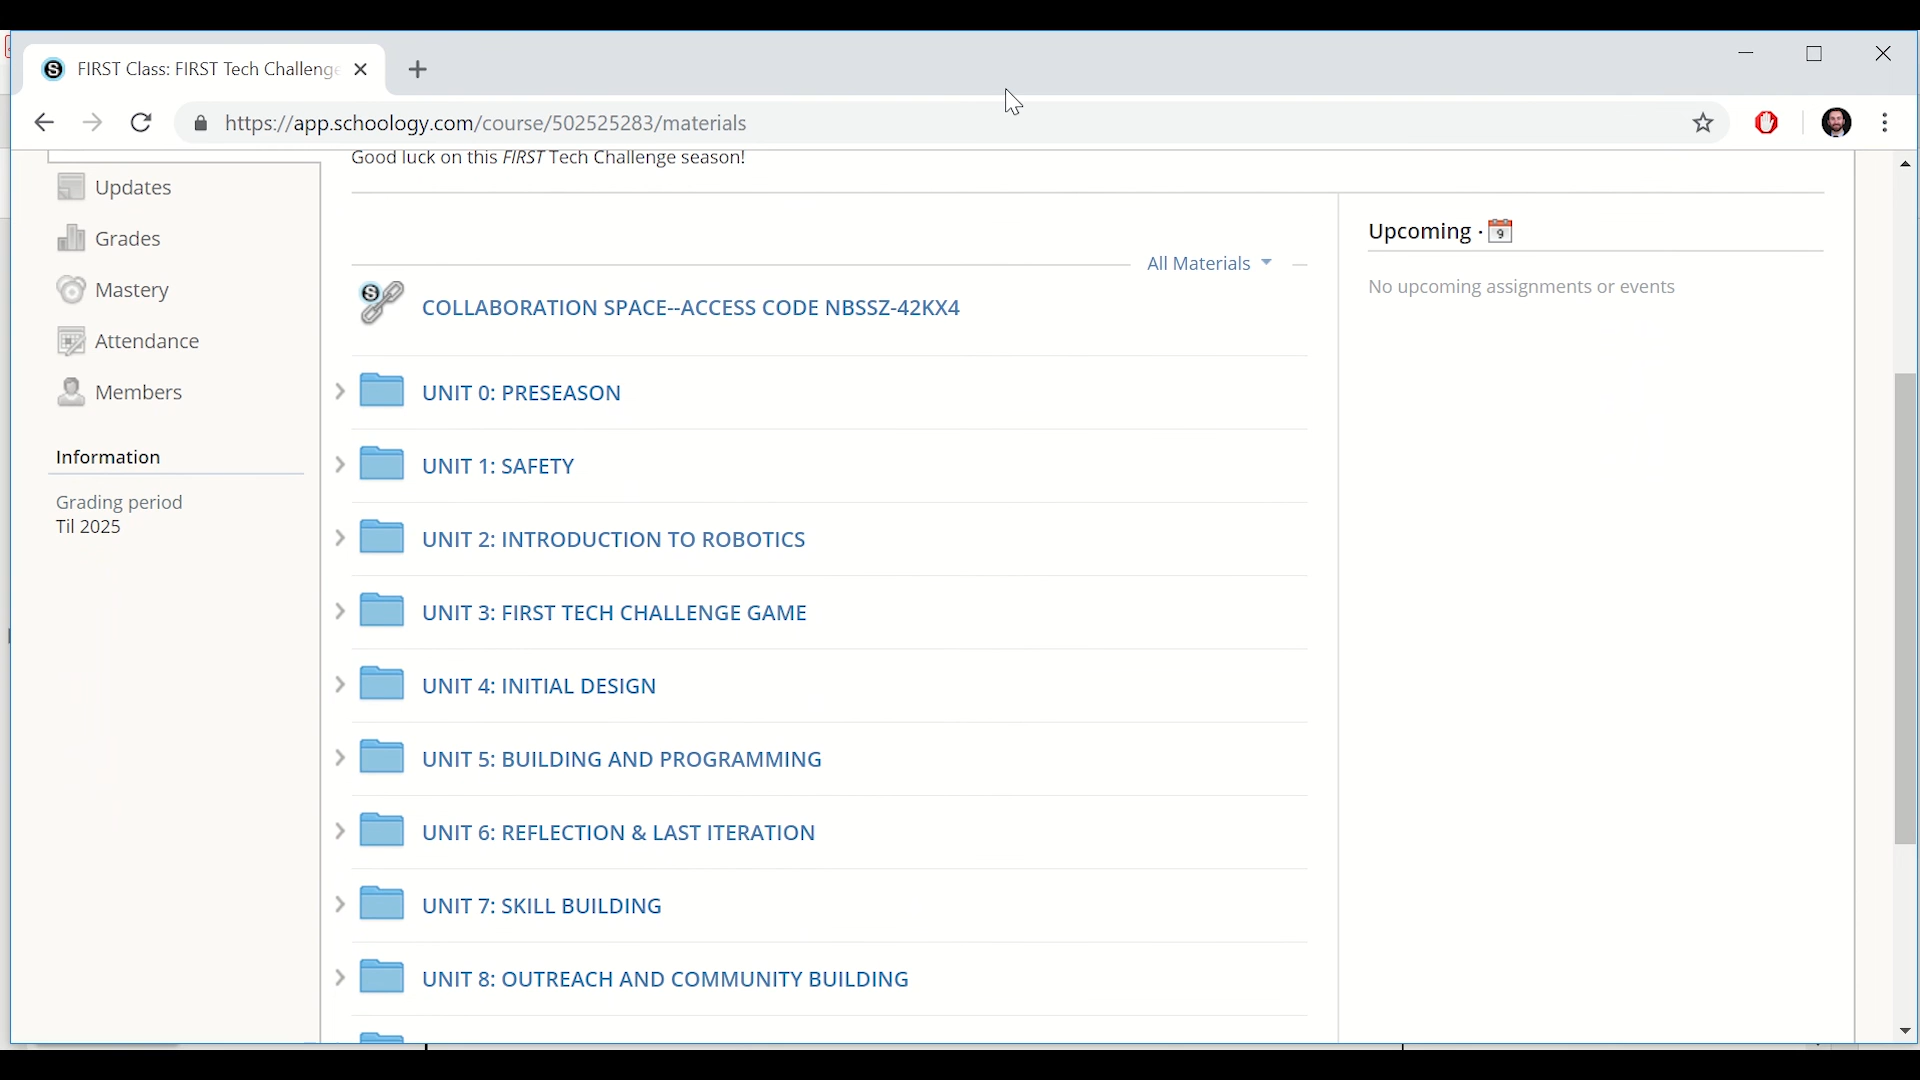 FIRST Class: FIRST Tech Challenge
https://app.schoology.com/course/502525283/materials
Good luck on this FIRST Tech Challenge season!
Updates
Grades
Mastery
Attendance
Members
Information
Grading period
Til 2025
All Materials
COLLABORATION SPACE--ACCESS CODE NBSSZ-42KX4
UNIT 0: PRESEASON
UNIT 1: SAFETY
UNIT 2: INTRODUCTION TO ROBOTICS
UNIT 3: FIRST TECH CHALLENGE GAME
UNIT 4: INITIAL DESIGN
UNIT 5: BUILDING AND PROGRAMMING
UNIT 6: REFLECTION & LAST ITERATION
UNIT 7: SKILL BUILDING
UNIT 8: OUTREACH AND COMMUNITY BUILDING
Upcoming · 9
No upcoming assignments or events